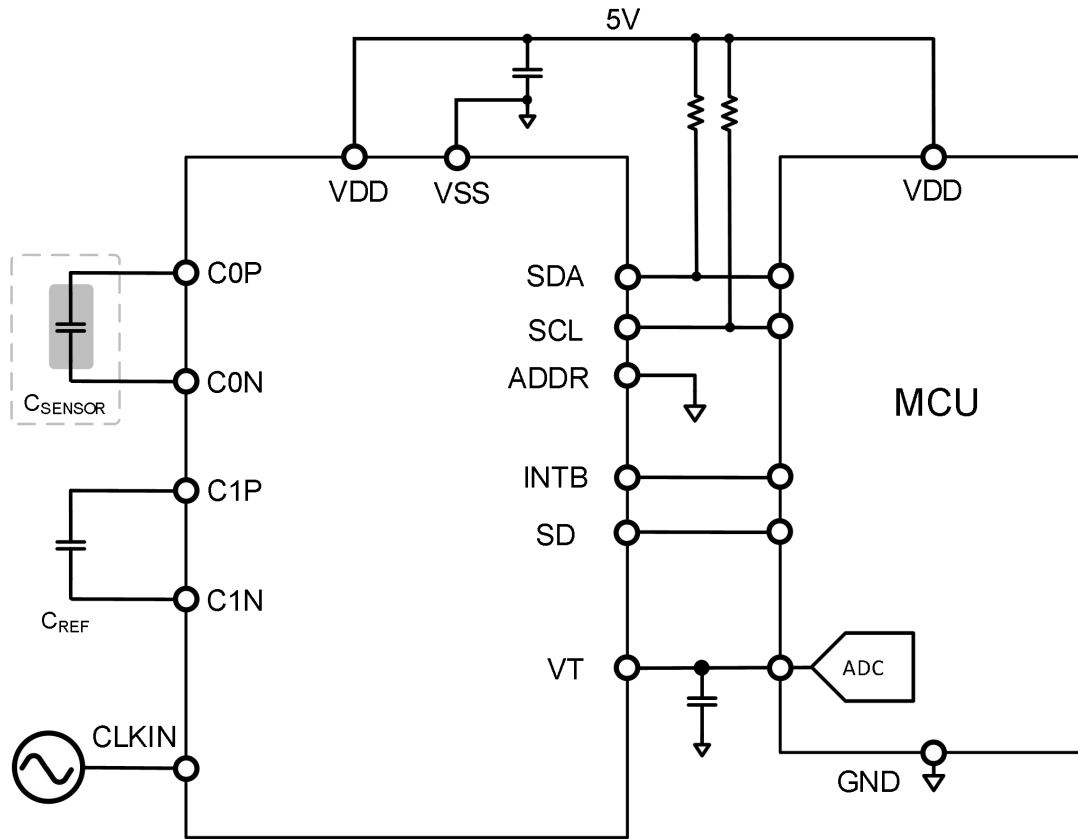 5V
VDD
VSS
VDD
C0P
SDA
SCL
C0N
ADDR
CSENSOR
MCU
C1P
INTB
SD
C1N
CREF
VT
ADC
CLKIN
GND